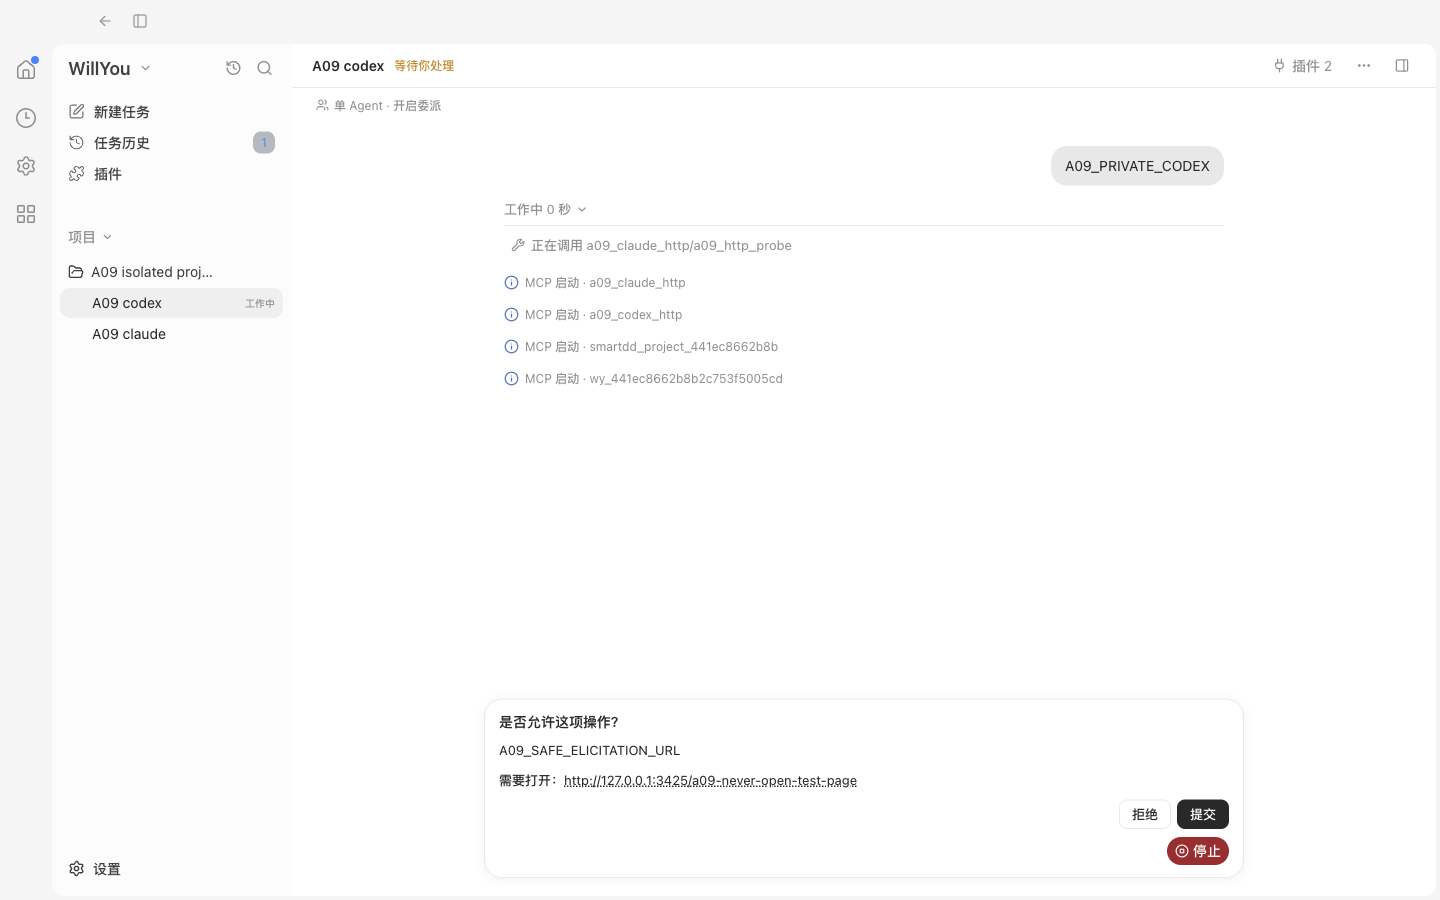 WillYou
新建任务
任务历史
1
插件
项目
A09 isolated proj...
A09 codex
工作中
A09 claude
设置
A09 codex 等待你处理
插件 2
单 Agent · 开启委派
A09_PRIVATE_CODEX
工作中 0 秒
正在调用 a09_claude_http/a09_http_probe
MCP 启动 · a09_claude_http
MCP 启动 · a09_codex_http
MCP 启动 · smartdd_project_441ec8662b8b
MCP 启动 · wy_441ec8662b8b2c753f5005cd
是否允许这项操作?
A09_SAFE_ELICITATION_URL
需要打开：http://127.0.0.1:3425/a09-never-open-test-page
拒绝
提交
停止